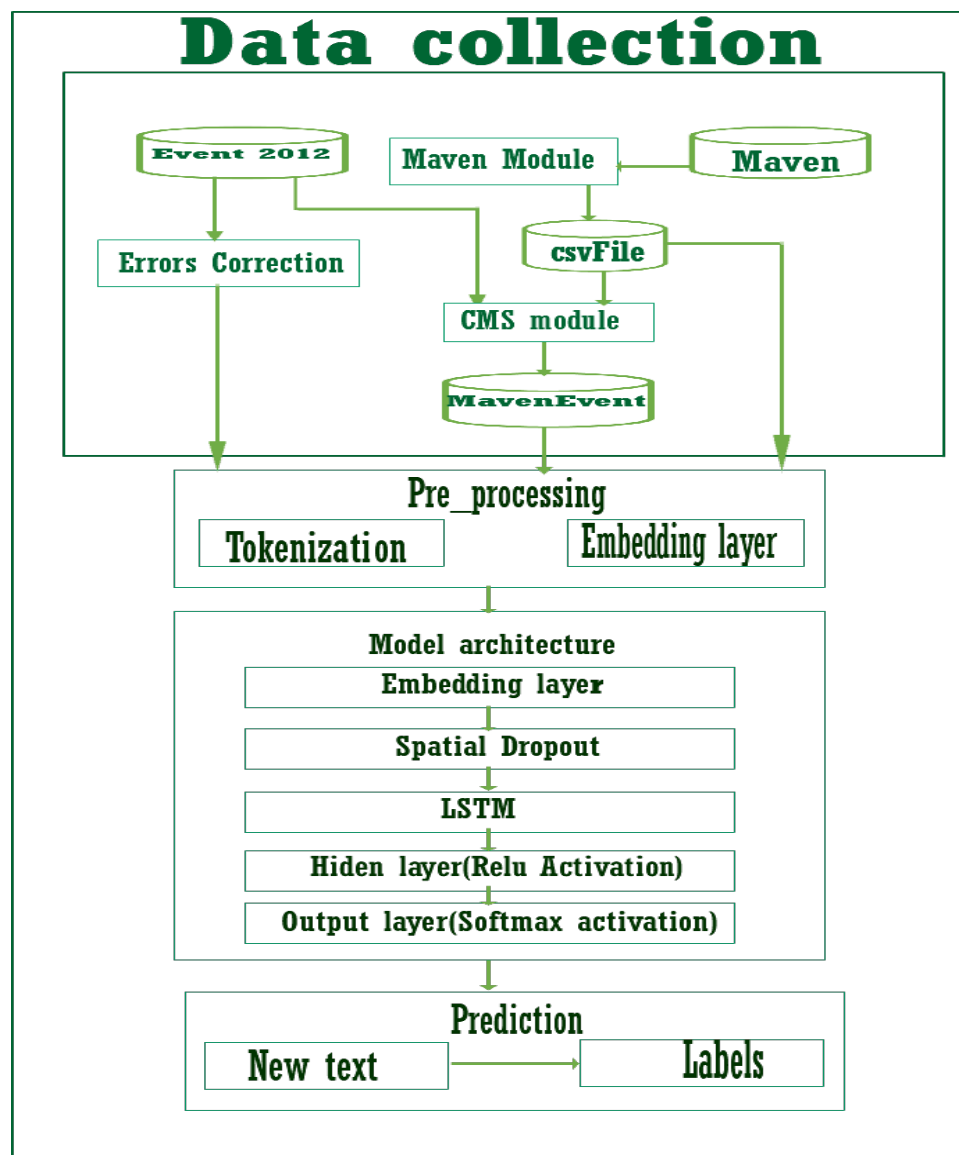 Data collection
Event 2012
Maven Module
Maven
Errors Correction
csvFile
CMS module
MavenEvent
Pre_processing
Tokenization
Embedding layer
Model architecture
Embedding layer
Spatial Dropout
LSTM
Hiden layer(Relu Activation)
Output layer(Softmax activation)
Prediction
New text
Labels